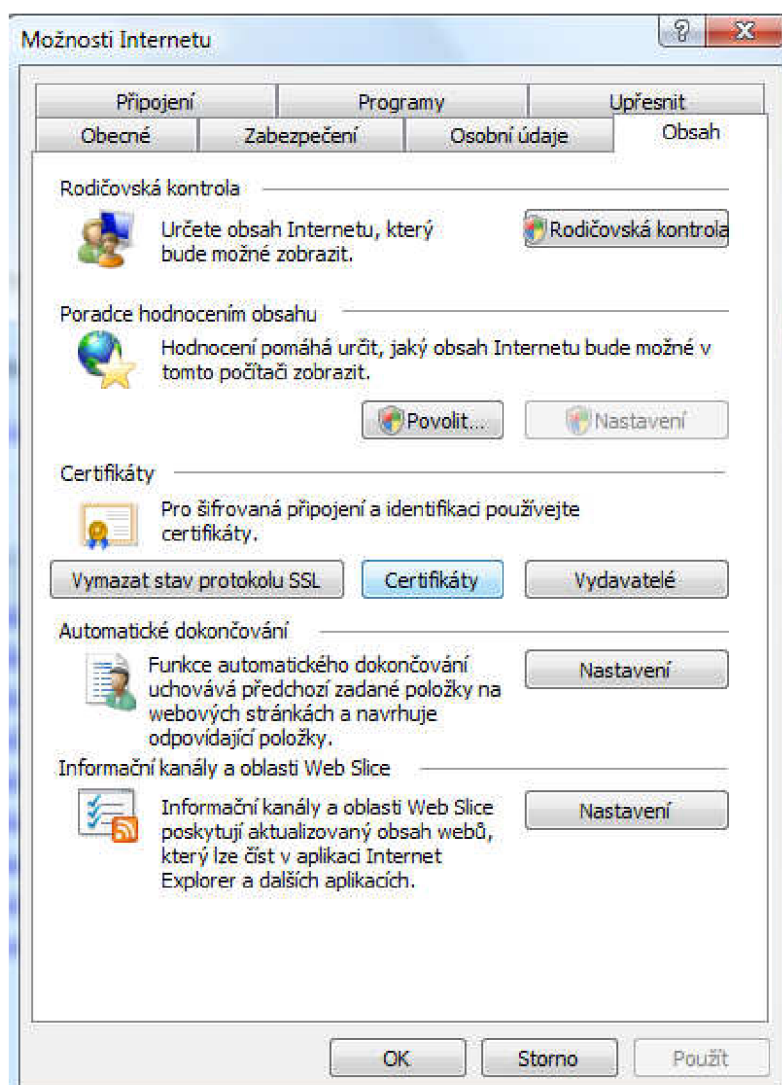 Možnosti Internetu
Připojení
Programy
Upřesnit
Obecné
Zabezpečení
Osobní údaje
Obsah
Rodičovská kontrola
Určete obsah Internetu, který
bude možné zobrazit.
Rodičovská kontrola
Poradce hodnocením obsahu
Hodnocení pomáhá určit, jaký obsah Internetu bude možné v
tomto počítači zobrazit.
Povolit...
Nastavení
Certifikáty
Pro šifrovaná připojení a identifikaci používejte
certifikáty.
Vymazat stav protokolu SSL
Certifikáty
Vydavatelé
Automatické dokončování
Funkce automatického dokončování
uchovává předchozí zadané položky na
webových stránkách a navrhuje
odpovídající položky.
Nastavení
Informační kanály a oblasti Web Slice
Informační kanály a oblasti Web Slice
poskytují aktualizovaný obsah webů,
který lze číst v aplikaci Internet
Explorer a dalších aplikacích.
Nastavení
OK
Storno
Použít